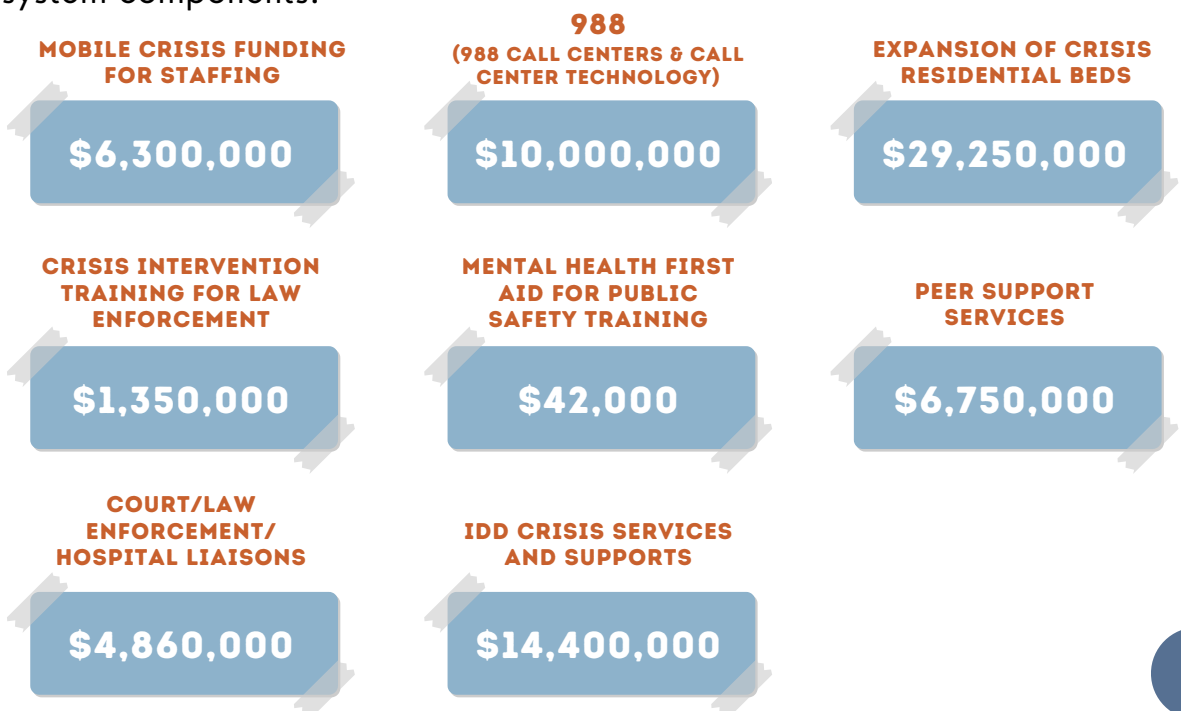 system components:
MOBILE CRISIS FUNDING
FOR STAFFING
$6,300,000
988
(988 CALL CENTERS & CALL
CENTER TECHNOLOGY)
$10,000,000
EXPANSION OF CRISIS
RESIDENTIAL BEDS
$29,250,000
CRISIS INTERVENTION
TRAINING FOR LAW
ENFORCEMENT
$1,350,000
MENTAL HEALTH FIRST
AID FOR PUBLIC
SAFETY TRAINING
$42,000
PEER SUPPORT
SERVICES
$6,750,000
COURT/LAW
ENFORCEMENT/
HOSPITAL LIAISONS
$4,860,000
IDD CRISIS SERVICES
AND SUPPORTS
$14,400,000